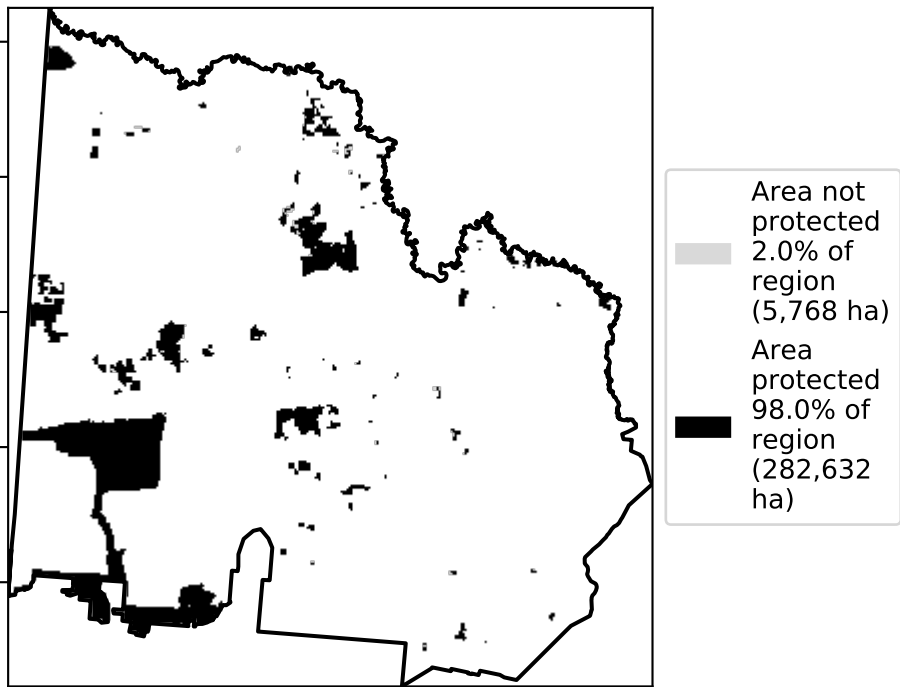 Area not
protected
2.0% of
region
(5,768 ha)
Area
protected
98.0% of
region
(282,632
ha)